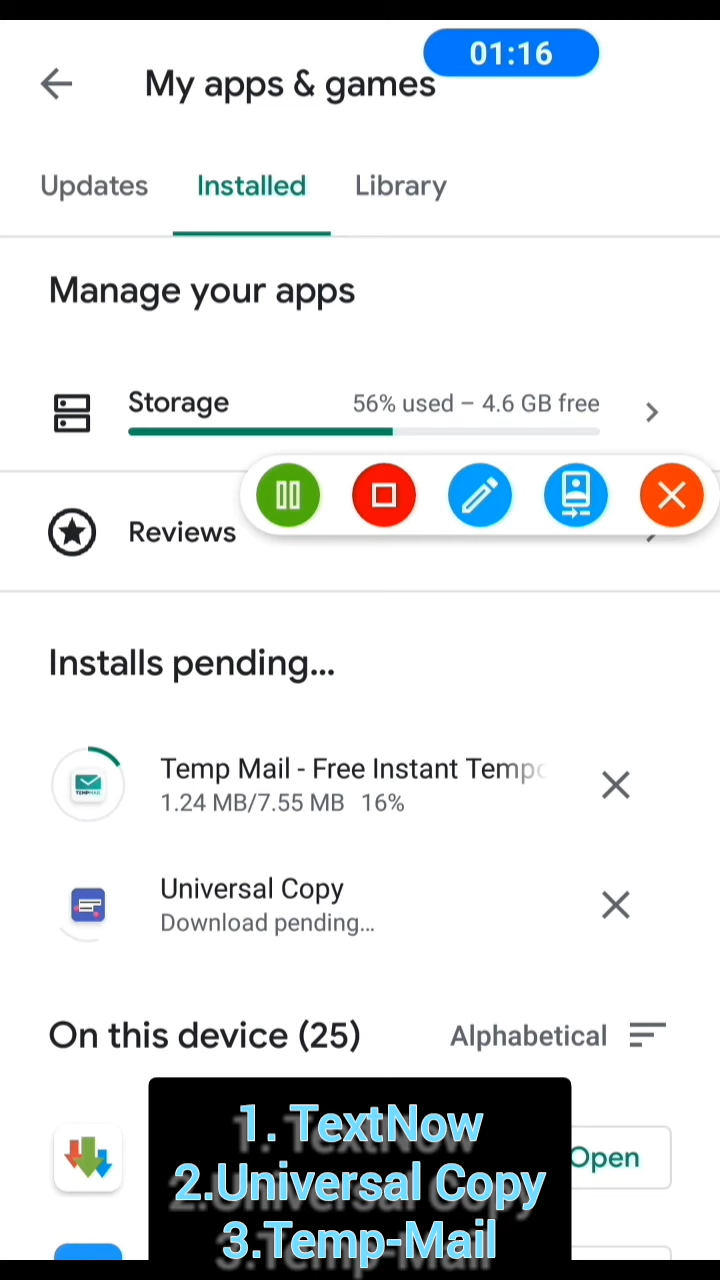 01:16
My apps & games
Updates Installed Library
Manage your apps
Storage 56% used – 4.6 GB free
Reviews
Installs pending...
Temp Mail - Free Instant Temp
1.24 MB/7.55 MB 16%
Universal Copy
Download pending...
On this device (25) Alphabetical
Open
1. TextNow
2.Universal Copy
3.Temp-Mail